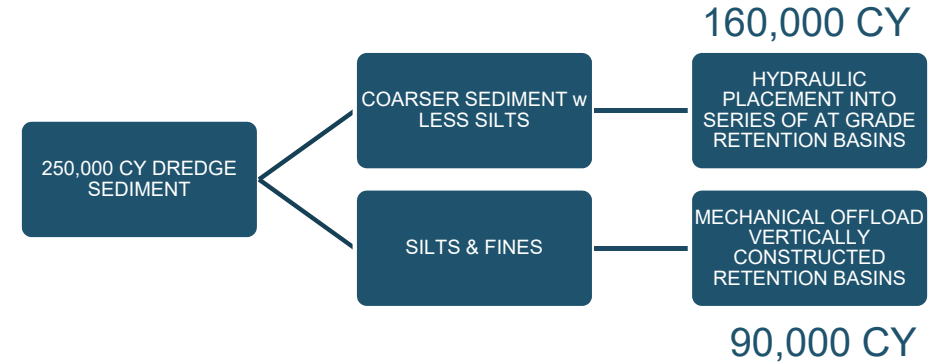 160,000 CY
250,000 CY DREDGE
SEDIMENT
COARSER SEDIMENT w
LESS SILTS
HYDRAULIC
PLACEMENT INTO
SERIES OF AT GRADE
RETENTION BASINS
SILTS & FINES
MECHANICAL OFFLOAD
VERTICALLY
CONSTRUCTED
RETENTION BASINS
90,000 CY